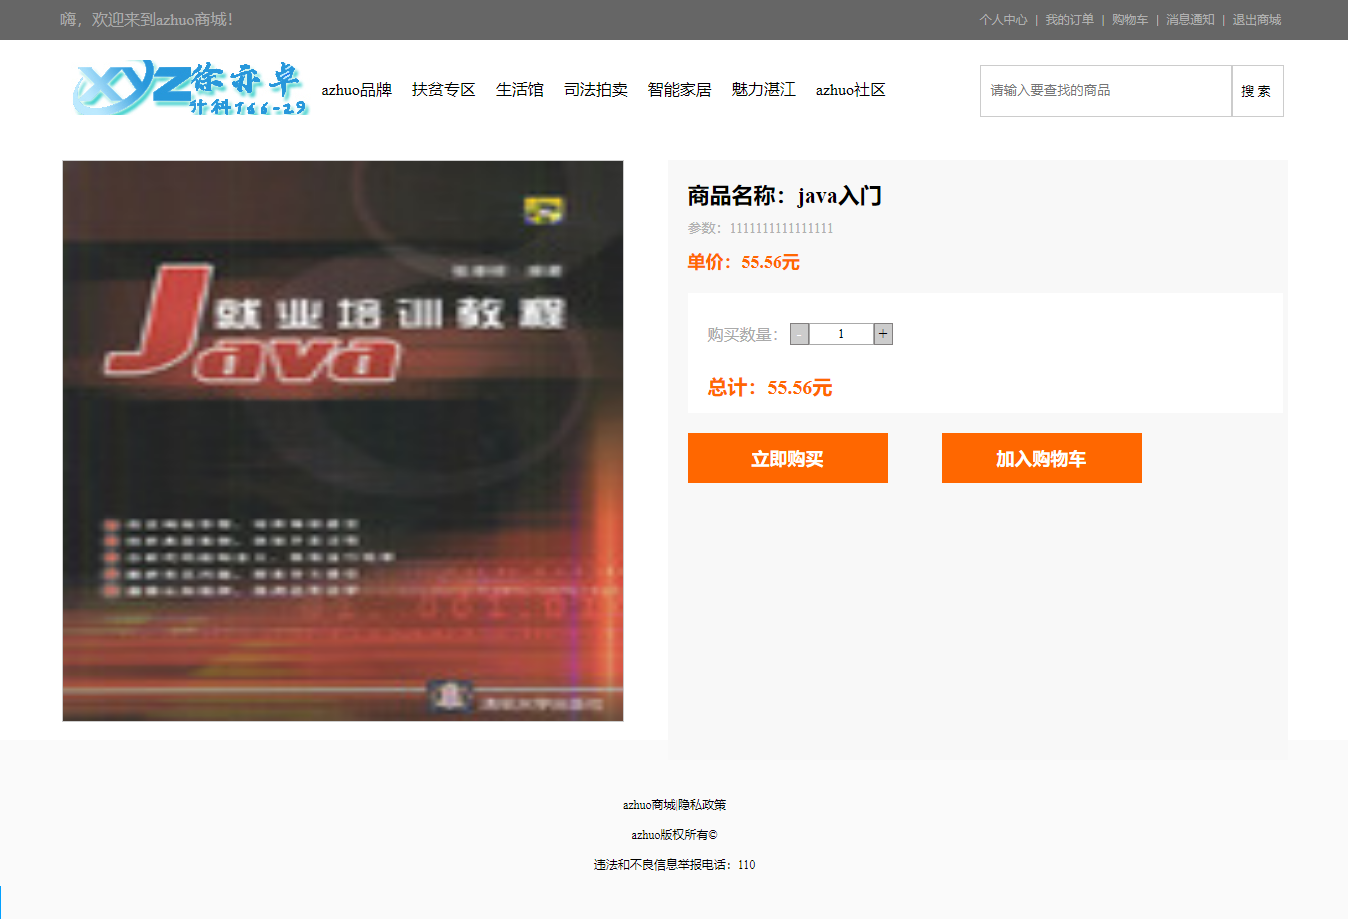 嗨，欢迎来到azhuo商城！
个人中心 | 我的订单 | 购物车 | 消息通知 | 退出商城
xyz徐亦卓
计科T66-29
azhuo品牌 扶贫专区 生活馆 司法拍卖 智能家居 魅力湛江 azhuo社区
请输入要查找的商品
搜 索
就业培训教程
Java
商品名称：java入门
参数：1111111111111111
单价：55.56元
购买数量：
- 1 +
总计：55.56元
立即购买
加入购物车
azhuo商城|隐私政策
azhuo版权所有©
违法和不良信息举报电话：110